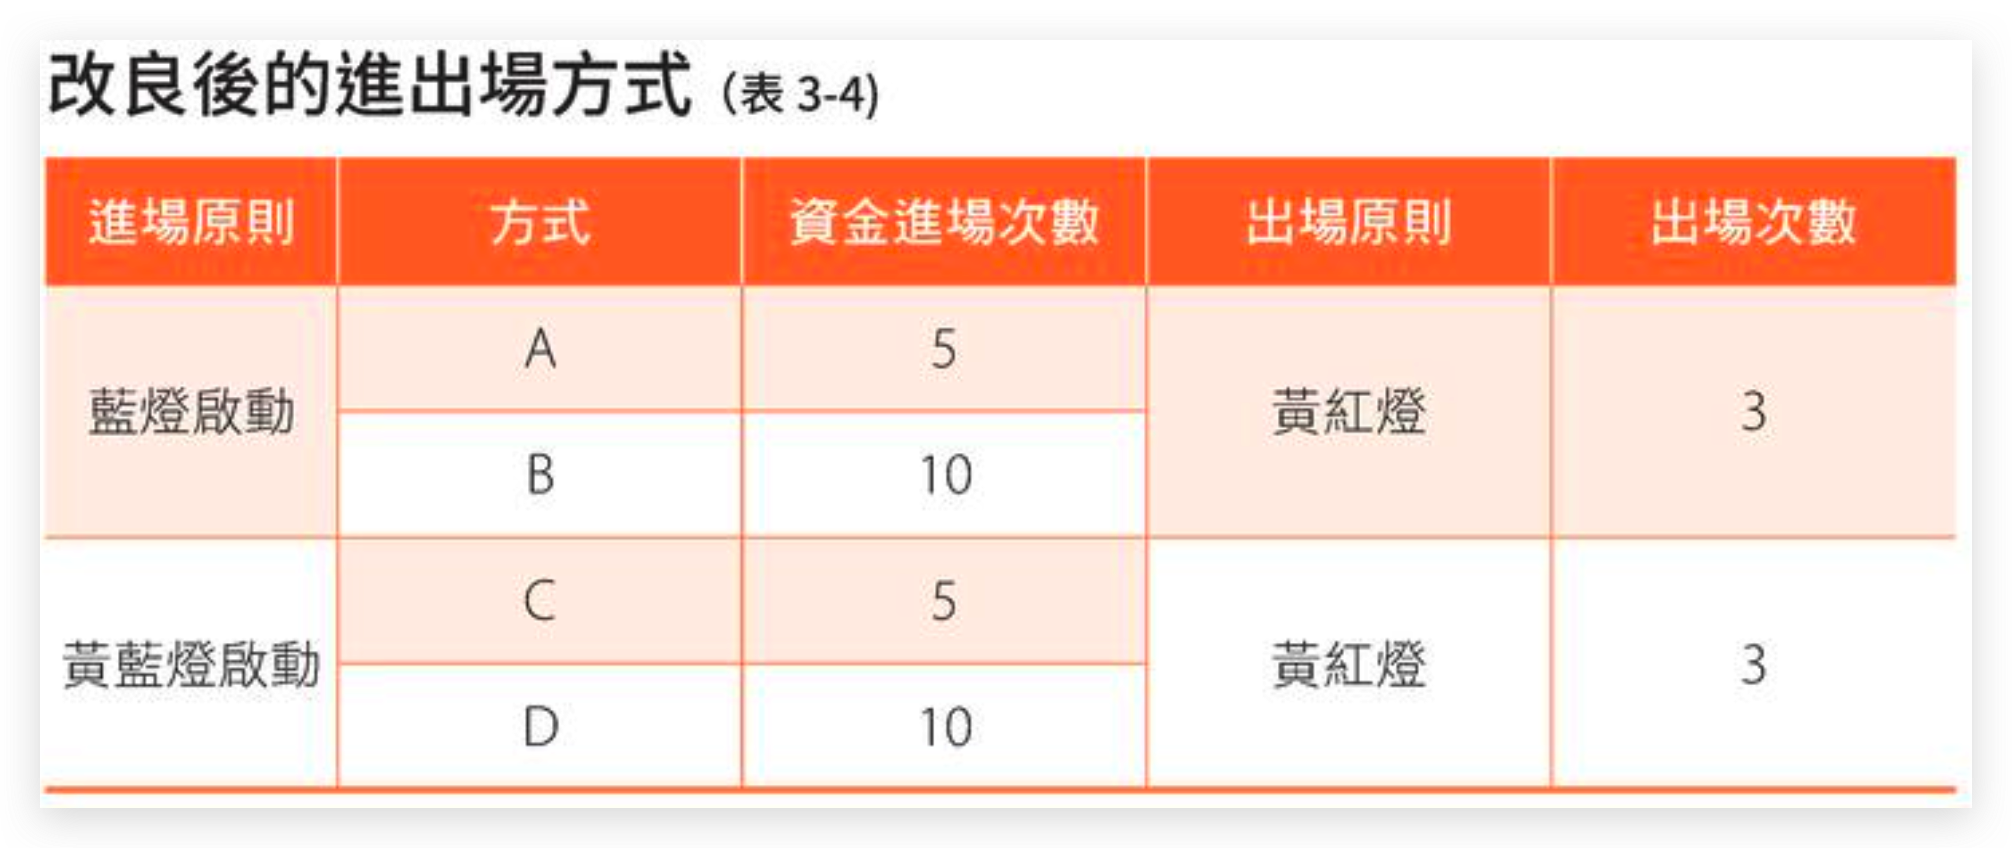 改良後的進出場方式（表 3-4)
進場原則 方式 資金進場次數 出場原則 出場次數
藍燈啟動 A 5 黃紅燈 3
B 10
黃藍燈啟動 C 5 黃紅燈 3
D 10